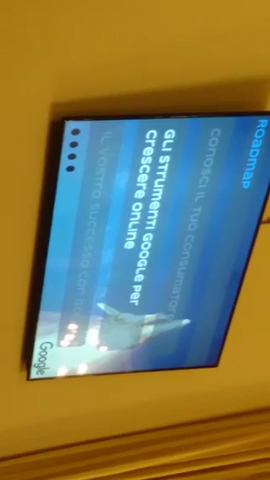 ROADMAP
CONOSCI IL TUO CONSUMATORE
GLI STRUMENTI GOOGLE PER
CRESCERE ONLINE
IL VOSTRO SUCCESSO CON
Google